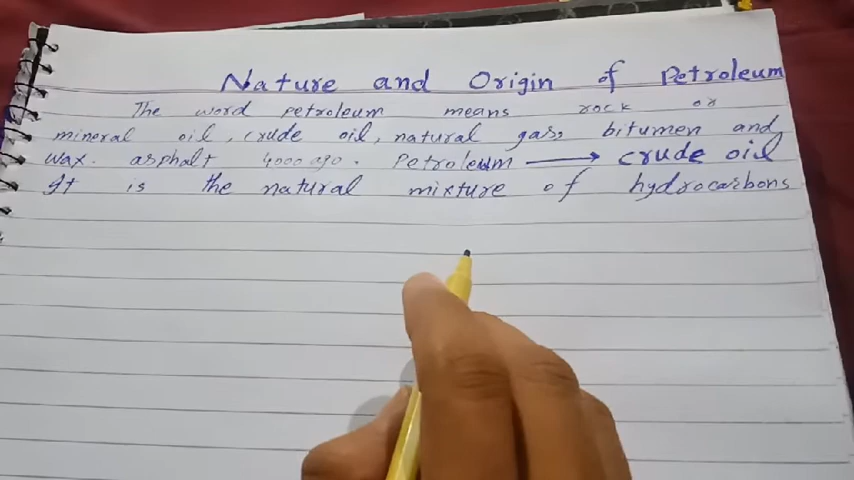 Nature and Origin of Petroleum
The word petroleum means rock or
mineral oil, crude oil, natural gas, bitumen and
wax. asphalt 4000 ago. Petroleum → crude oil
It is the natural mixture of hydrocarbons